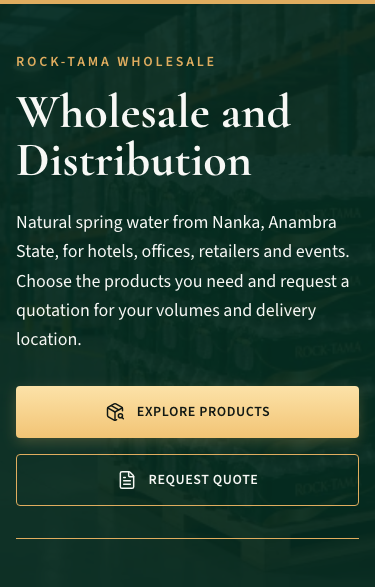 ROCK-TAMA WHOLESALE
Wholesale and
Distribution
Natural spring water from Nanka, Anambra
State, for hotels, offices, retailers and events.
Choose the products you need and request a
quotation for your volumes and delivery
location.
EXPLORE PRODUCTS
REQUEST QUOTE